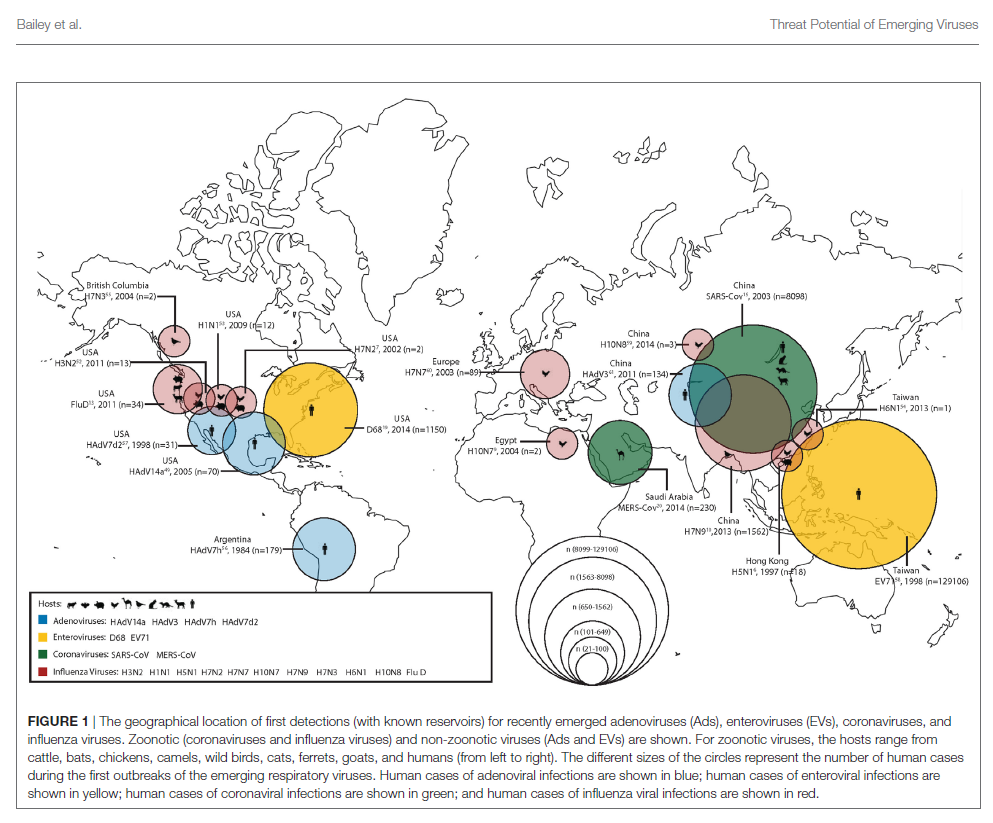 Bailey et al.
Threat Potential of Emerging Viruses
British Columbia
H7N3, 2004 (n=2)
USA
H1N1, 2009 (n=12)
USA
H7N2, 2002 (n=2)
USA
H3N2, 2011 (n=13)
USA
FluD, 2011 (n=34)
USA
HAdV7d2, 1998 (n=31)
USA
HAdV14a, 2005 (n=70)
USA
D68, 2014 (n=1150)
Argentina
HAdV7h, 1984 (n=179)
Europe
H7N7, 2003 (n=89)
Egypt
H10N7, 2004 (n=2)
China
SARS-Cov, 2003 (n=8098)
China
H10N8, 2014 (n=3)
China
HAdV3, 2011 (n=134)
Taiwan
H6N1, 2013 (n=1)
Saudi Arabia
MERS-Cov, 2014 (n=230)
China
H7N9, 2013 (n=1562)
Hong Kong
H5N1, 1997 (n=18)
Taiwan
EV71, 1998 (n=129106)
n (8099-129106)
n (1563-8098)
n (650-1562)
n (101-649)
n (21-100)
Hosts:
Adenoviruses: HAdV14a HAdV3 HAdV7h HAdV7d2
Enteroviruses: D68 EV71
Coronaviruses: SARS-CoV MERS-CoV
Influenza Viruses: H3N2 H1N1 H5N1 H7N2 H7N7 H10N7 H7N9 H7N3 H6N1 H10N8 Flu D
FIGURE 1 | The geographical location of first detections (with known reservoirs) for recently emerged adenoviruses (Ads), enteroviruses (EVs), coronaviruses, and
influenza viruses. Zoonotic (coronaviruses and influenza viruses) and non-zoonotic viruses (Ads and EVs) are shown. For zoonotic viruses, the hosts range from
cattle, bats, chickens, camels, wild birds, cats, ferrets, goats, and humans (from left to right). The different sizes of the circles represent the number of human cases
during the first outbreaks of the emerging respiratory viruses. Human cases of adenoviral infections are shown in blue; human cases of enteroviral infections are
shown in yellow; human cases of coronaviral infections are shown in green; and human cases of influenza viral infections are shown in red.